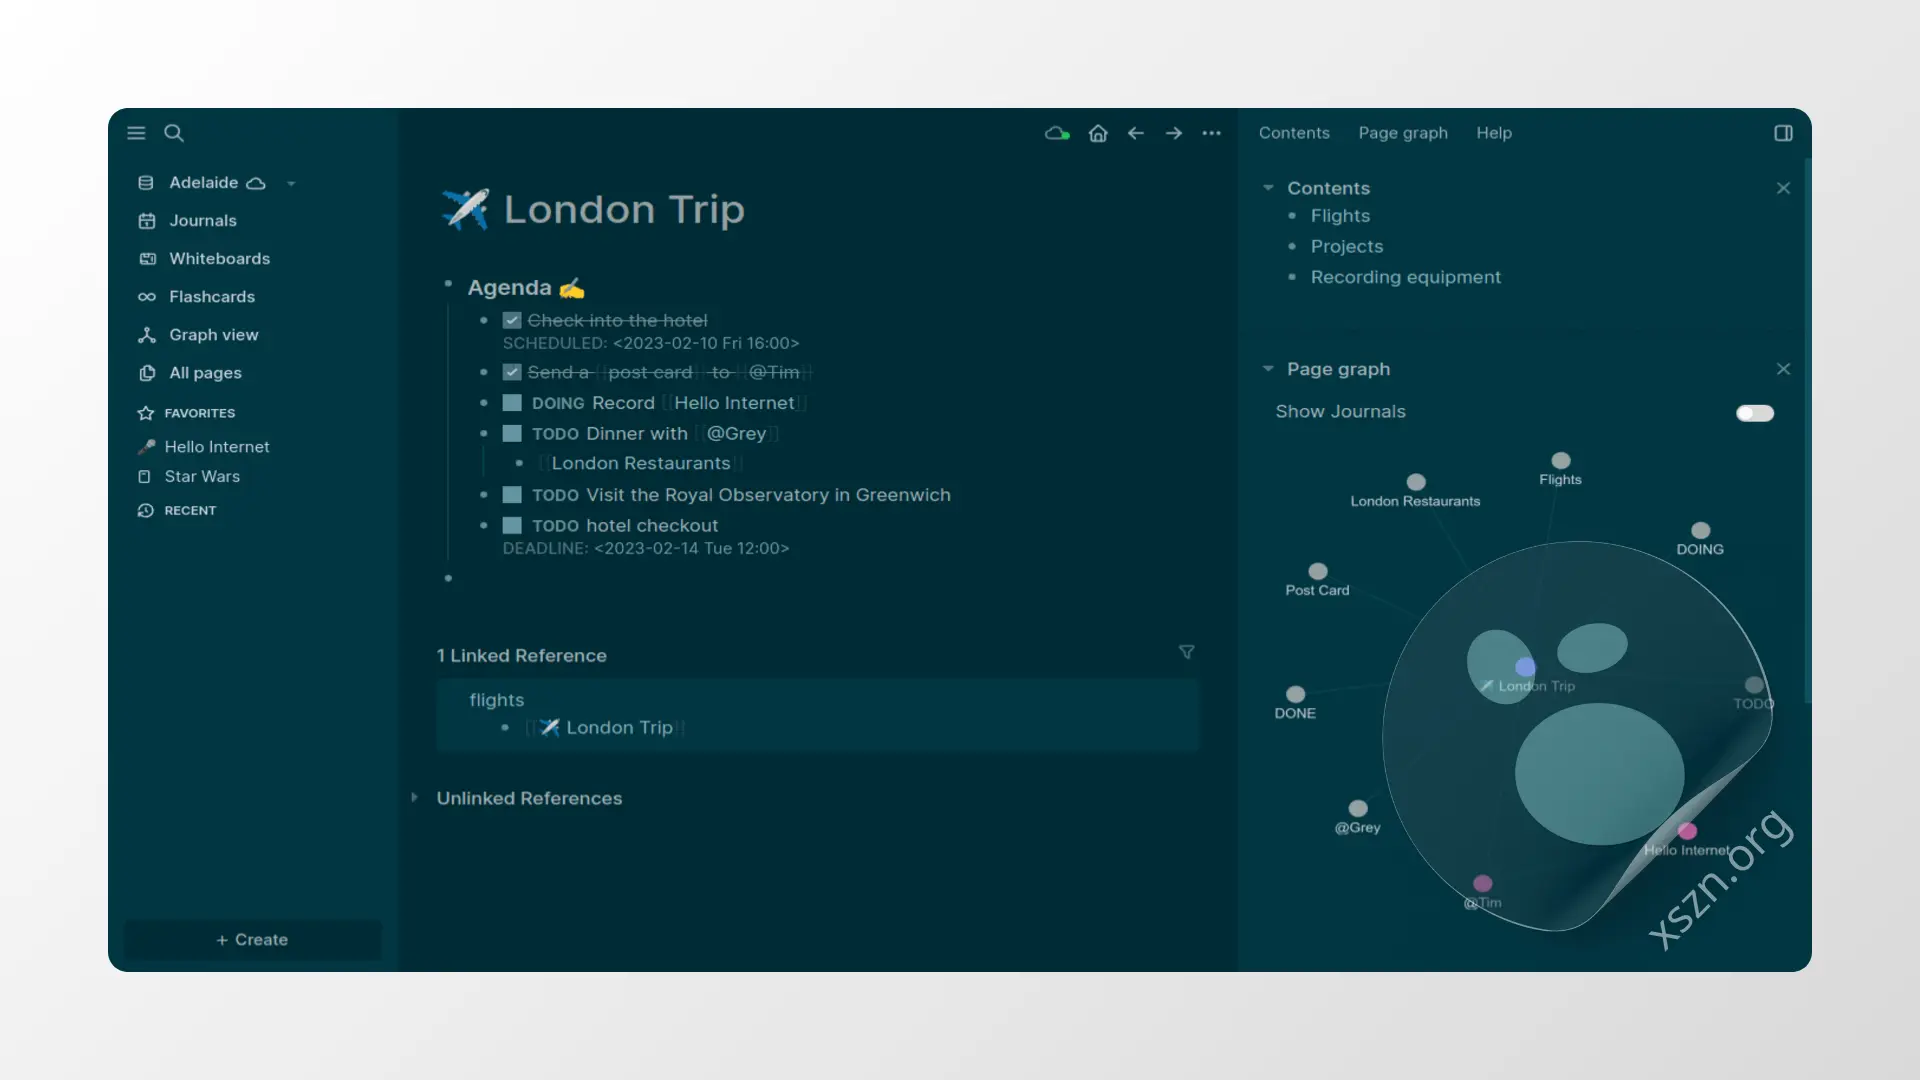 Adelaide
Journals
Whiteboards
Flashcards
Graph view
All pages
FAVORITES
Hello Internet
Star Wars
RECENT
+ Create
London Trip
Agenda
Check into the hotel
SCHEDULED: <2023-02-10 Fri 16:00>
Send a [[post card]] to [[@Tim]]
DOING Record [[Hello Internet]]
TODO Dinner with [[@Grey]]
[[London Restaurants]]
TODO Visit the Royal Observatory in Greenwich
TODO hotel checkout
DEADLINE: <2023-02-14 Tue 12:00>
1 Linked Reference
flights
[[London Trip]]
Unlinked References
Contents Page graph Help
Contents
Flights
Projects
Recording equipment
Page graph
Show Journals
Flights
London Restaurants
DOING
Post Card
London Trip
TODO
DONE
@Grey
Hello Internet
@Tim
xszn.org